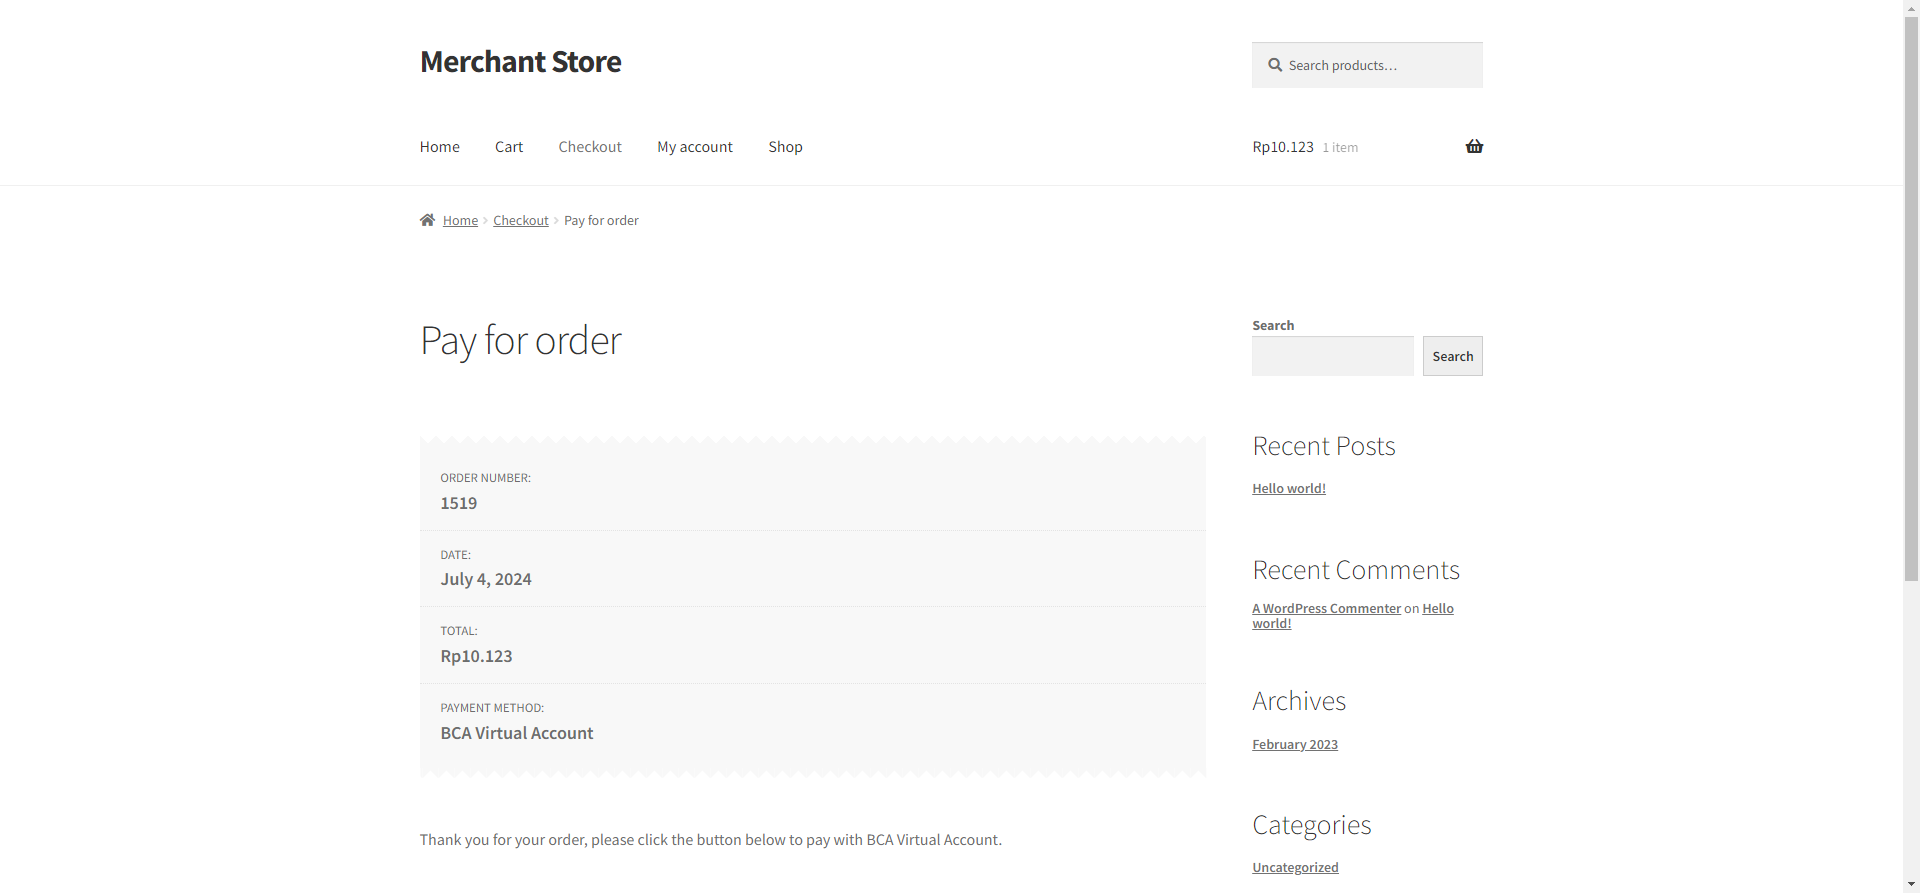 Merchant Store
Search products…
Home Cart Checkout My account Shop
Rp10.123 1 item
Home Checkout Pay for order
Pay for order
ORDER NUMBER:
1519
DATE:
July 4, 2024
TOTAL:
Rp10.123
PAYMENT METHOD:
BCA Virtual Account
Thank you for your order, please click the button below to pay with BCA Virtual Account.
Search
Search
Recent Posts
Hello world!
Recent Comments
A WordPress Commenter on Hello
world!
Archives
February 2023
Categories
Uncategorized